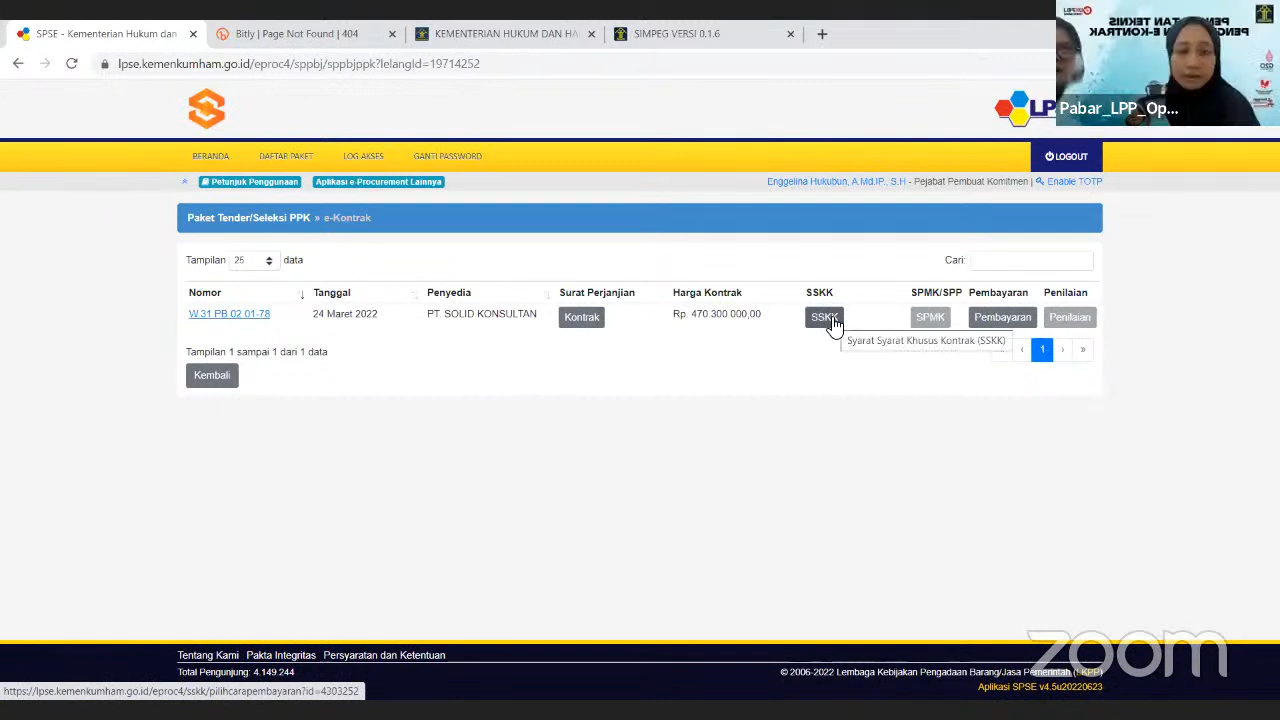 SPSE - Kementerian Hukum dan
Bitly | Page Not Found | 404
KEMENTERIAN HUKUM DAN HA
SIMPEG VERSI 0.1.6
lpse.kemenkumham.go.id/eproc4/sppbj/sppbjppk?lelangId=19714252
Pabar_LPP_Op...
LP
BERANDA DAFTAR PAKET LOG AKSES GANTI PASSWORD LOGOUT
Petunjuk Penggunaan Aplikasi e-Procurement Lainnya
Enggelina Hukubun, A.Md.IP., S.H - Pejabat Pembuat Komitmen | Enable TOTP
Paket Tender/Seleksi PPK » e-Kontrak
Tampilan 25 data Cari:
Nomor Tanggal Penyedia Surat Perjanjian Harga Kontrak SSKK SPMK/SPP Pembayaran Penilaian
W.31.PB.02.01-78 24 Maret 2022 PT. SOLID KONSULTAN Kontrak Rp. 470.300.000,00 SSKK SPMK Pembayaran Penilaian
Syarat Syarat Khusus Kontrak (SSKK)
Tampilan 1 sampai 1 dari 1 data
‹ 1 › »
Kembali
Tentang Kami Pakta Integritas Persyaratan dan Ketentuan
Total Pengunjung: 4.149.244
© 2006-2022 Lembaga Kebijakan Pengadaan Barang/Jasa Pemerintah (LKPP)
Aplikasi SPSE v4.5u20220623
zoom
https://lpse.kemenkumham.go.id/eproc4/sskk/pilihcarapembayaran?id=4303252